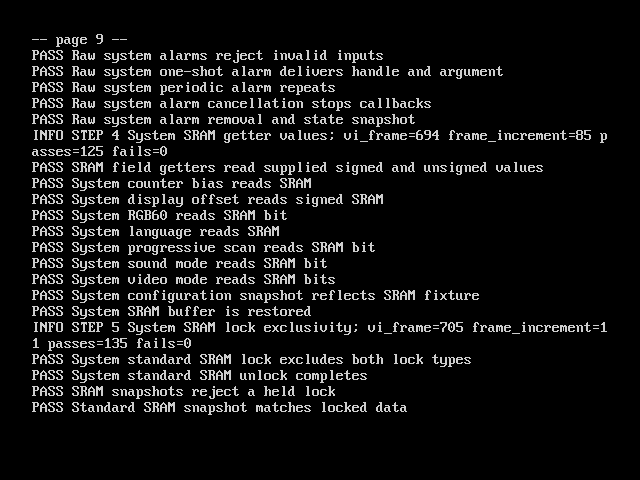 -- page 9 --
PASS Raw system alarms reject invalid inputs
PASS Raw system one-shot alarm delivers handle and argument
PASS Raw system periodic alarm repeats
PASS Raw system alarm cancellation stops callbacks
PASS Raw system alarm removal and state snapshot
INFO STEP 4 System SRAM getter values; vi_frame=694 frame_increment=85 p
asses=125 fails=0
PASS SRAM field getters read supplied signed and unsigned values
PASS System counter bias reads SRAM
PASS System display offset reads signed SRAM
PASS System RGB60 reads SRAM bit
PASS System language reads SRAM
PASS System progressive scan reads SRAM bit
PASS System sound mode reads SRAM bit
PASS System video mode reads SRAM bits
PASS System configuration snapshot reflects SRAM fixture
PASS System SRAM buffer is restored
INFO STEP 5 System SRAM lock exclusivity; vi_frame=705 frame_increment=1
1 passes=135 fails=0
PASS System standard SRAM lock excludes both lock types
PASS System standard SRAM unlock completes
PASS SRAM snapshots reject a held lock
PASS Standard SRAM snapshot matches locked data